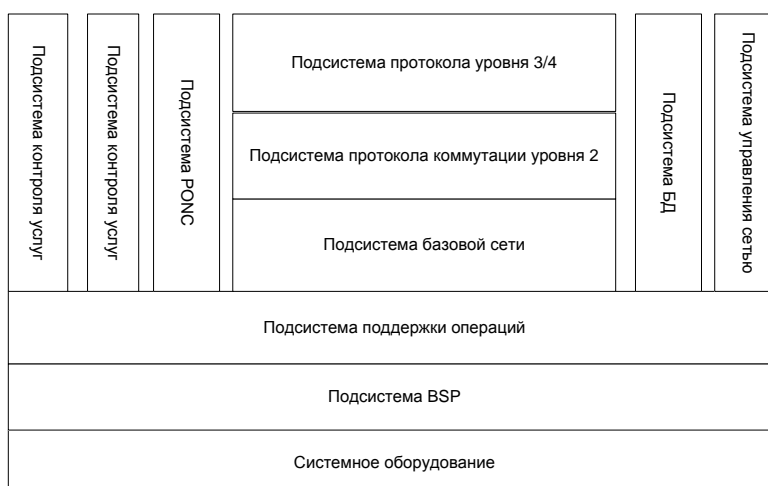 Подсистема контроля услуг
Подсистема контроля услуг
Подсистема PONC
Подсистема протокола уровня 3/4
Подсистема протокола коммутации уровня 2
Подсистема базовой сети
Подсистема БД
Подсистема управления сетью
Подсистема поддержки операций
Подсистема BSP
Системное оборудование